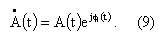 Ȧ(t) = A(t)e^{jϕ(t)}. (9)